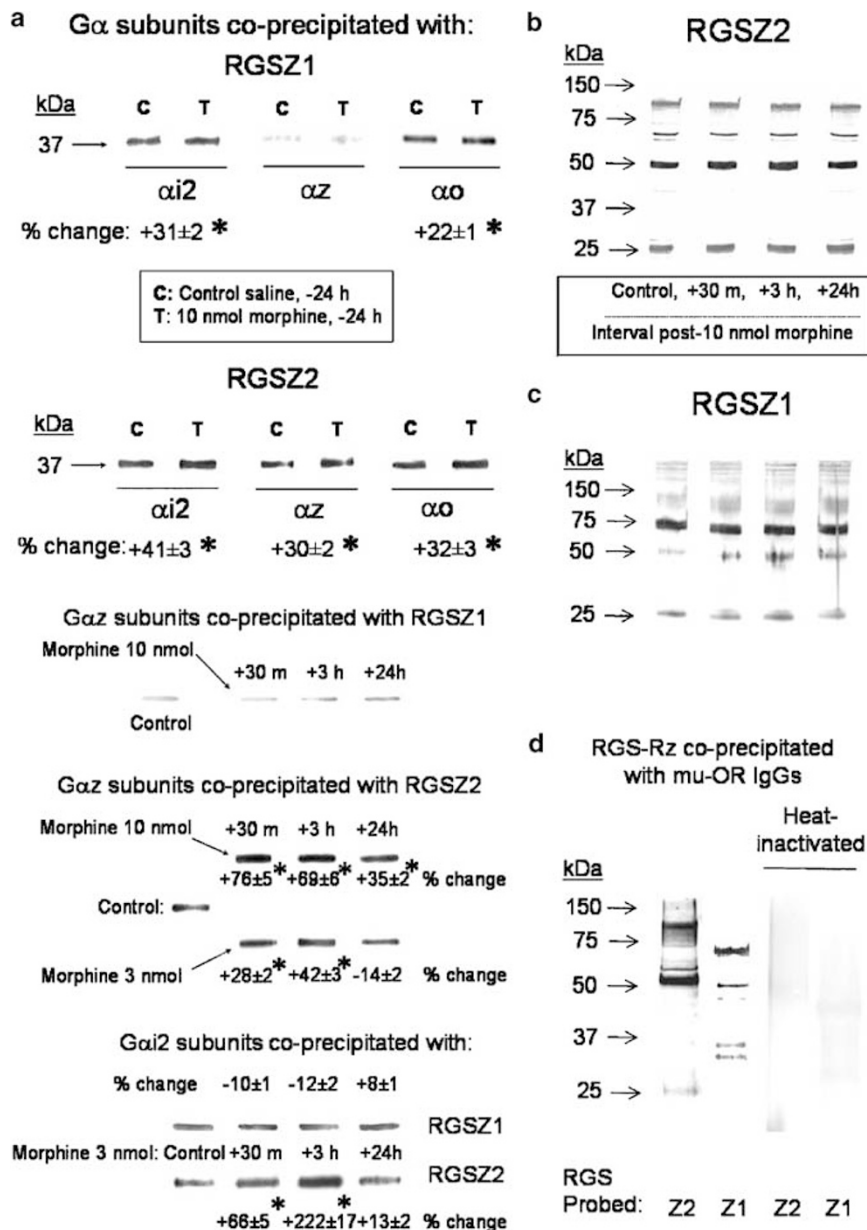 a
Gα subunits co-precipitated with:
RGSZ1
kDa C T C T C T
37
αi2 αz αo
% change: +31±2 * +22±1 *
C: Control saline, -24 h
T: 10 nmol morphine, -24 h
RGSZ2
kDa C T C T C T
37
αi2 αz αo
% change:+41±3 * +30±2 * +32±3 *
Gαz subunits co-precipitated with RGSZ1
Morphine 10 nmol
+30 m +3 h +24h
Control
Gαz subunits co-precipitated with RGSZ2
Morphine 10 nmol +30 m +3 h +24h
+76±5 * +69±6 * +35±2 * % change
Control:
Morphine 3 nmol +28±2 * +42±3 * -14±2 % change
Gαi2 subunits co-precipitated with:
% change -10±1 -12±2 +8±1
RGSZ1
Morphine 3 nmol: Control +30 m +3 h +24h
RGSZ2
* *
+66±5 +222±17 +13±2 % change
b
RGSZ2
kDa
150
75
50
37
25
Control, +30 m, +3 h, +24h
Interval post-10 nmol morphine
c
RGSZ1
kDa
150
75
50
25
d
RGS-Rz co-precipitated
with mu-OR IgGs
Heat-
inactivated
kDa
150
75
50
37
25
RGS
Probed: Z2 Z1 Z2 Z1